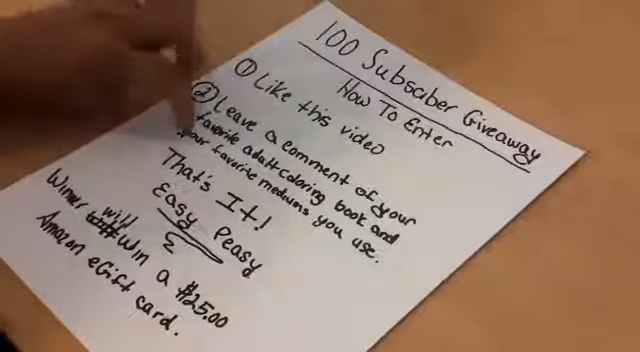 100 Subsciber Giveaway
How To Enter
① Like this video
② Leave a comment of your
favorite adult coloring book and
your favorite mediums you use.
That's It!
Easy Peasy
Winner will win a $25.00
Amazon eGift card.